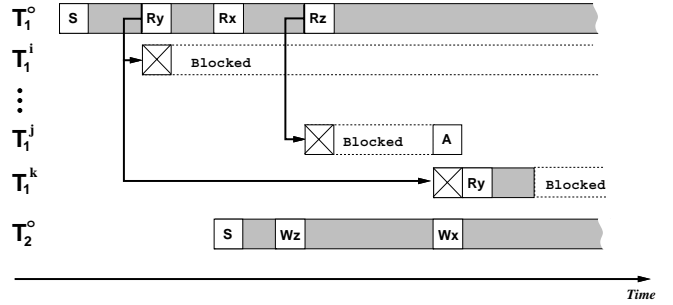 T₁° S Ry Rx Rz
T₁ⁱ Blocked
⋮
T₁ʲ Blocked A
T₁ᵏ Ry Blocked
T₂° S Wz Wx
Time